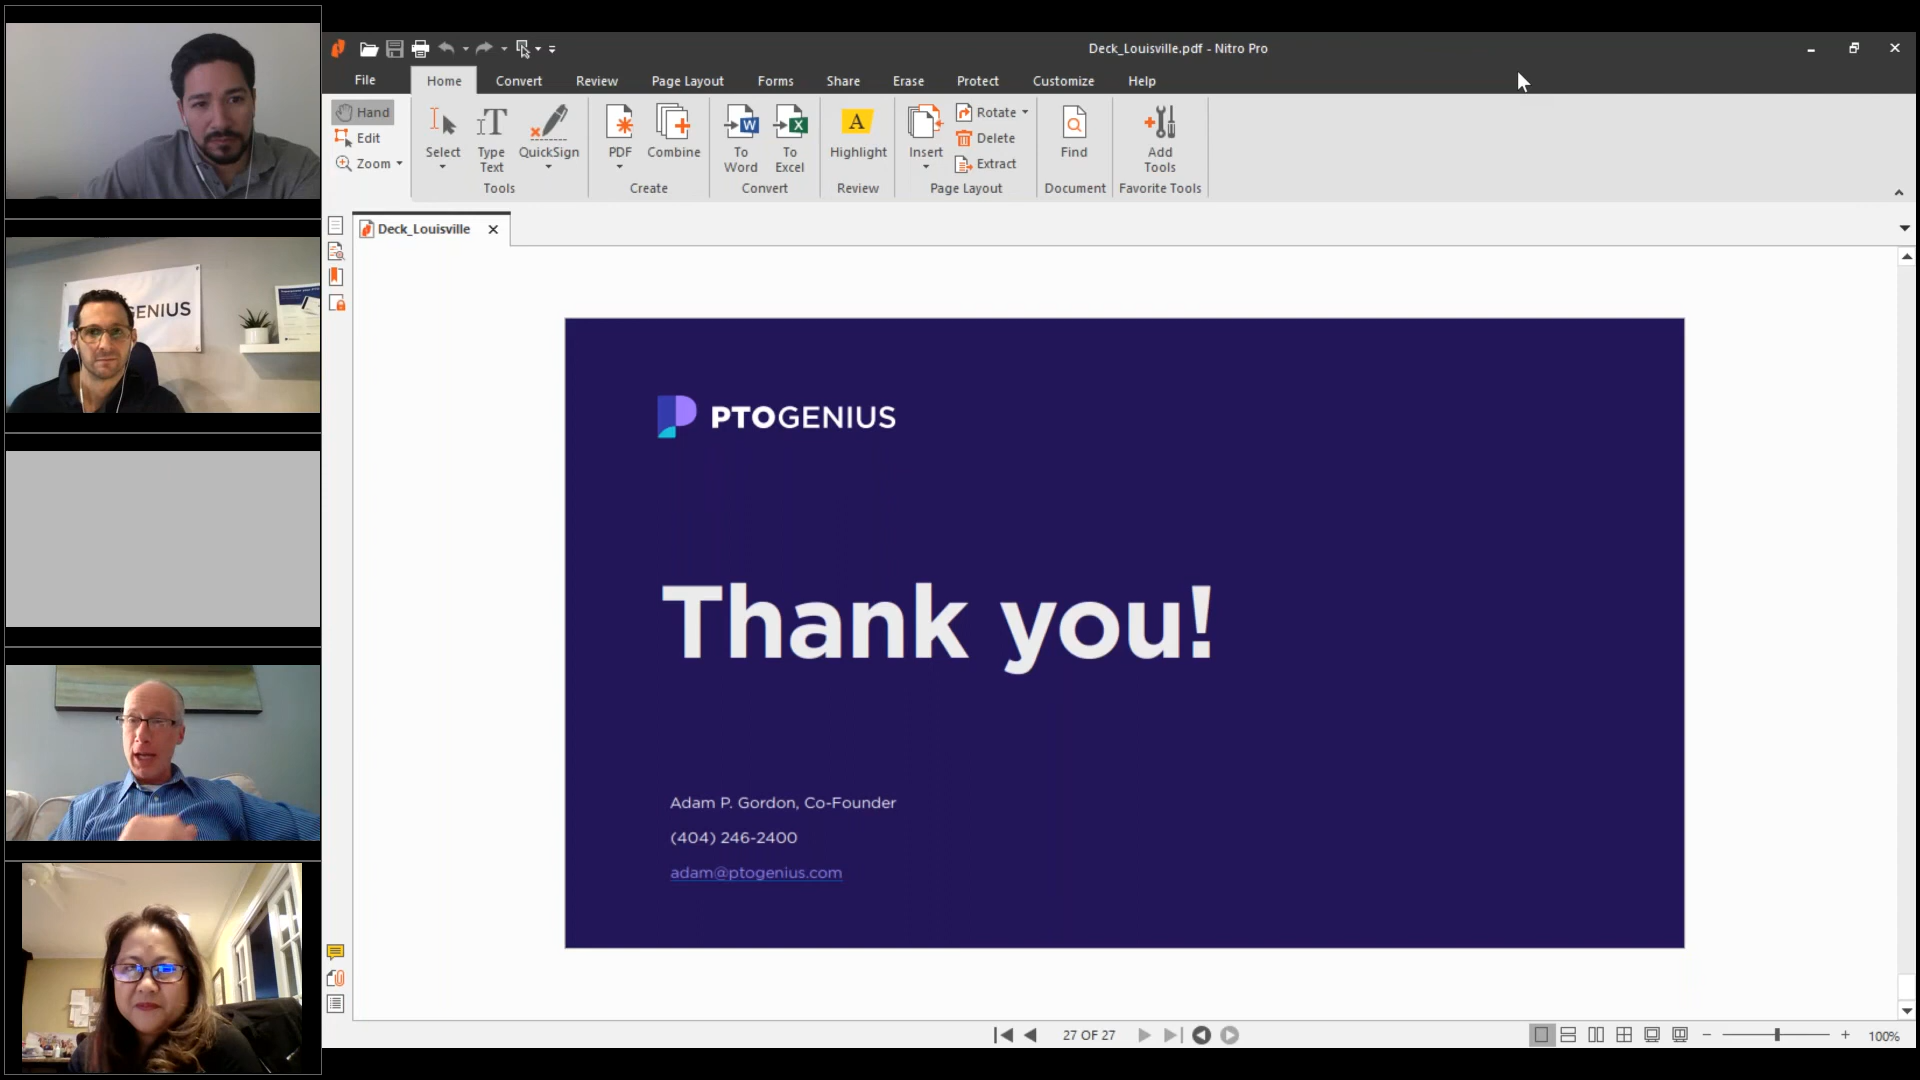 Deck_Louisville.pdf - Nitro Pro
File
Home
Convert
Review
Page Layout
Forms
Share
Erase
Protect
Customize
Help
Hand
Edit
Zoom
Select
Type
Text
QuickSign
Tools
PDF
Combine
Create
To
Word
To
Excel
Convert
A
Highlight
Review
Insert
Rotate
Delete
Extract
Page Layout
Find
Document
Add
Tools
Favorite Tools
Deck_Louisville
GENIUS
PTOGENIUS
Thank you!
Adam P. Gordon, Co-Founder
(404) 246-2400
adam@ptogenius.com
27 OF 27
100%